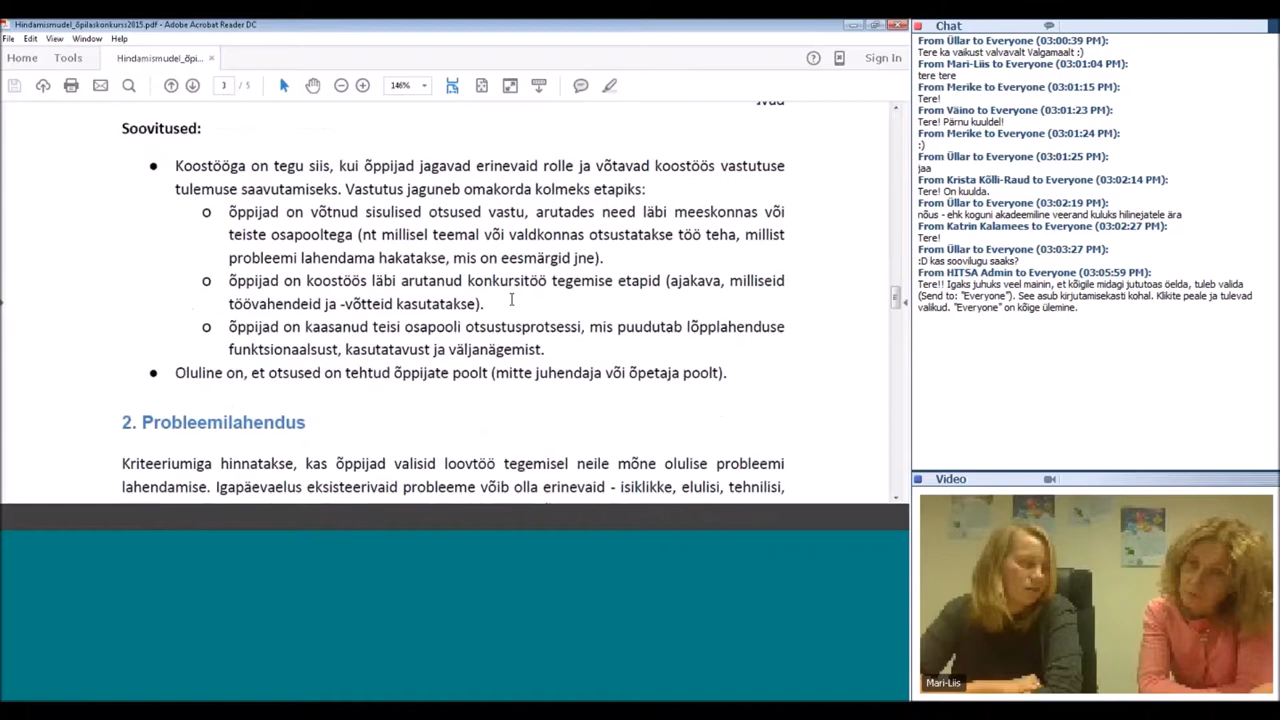 Hindamismudel_õpilaskonkurss2015.pdf - Adobe Acrobat Reader DC
File Edit View Window Help
Home Tools Hindamismudel_õpi... × Sign In
3 / 5 146%
Soovitused:
● Koostööga on tegu siis, kui õppijad jagavad erinevaid rolle ja võtavad koostöös vastutuse
tulemuse saavutamiseks. Vastutus jaguneb omakorda kolmeks etapiks:
o õppijad on võtnud sisulised otsused vastu, arutades need läbi meeskonnas või
teiste osapooltega (nt millisel teemal või valdkonnas otsustatakse töö teha, millist
probleemi lahendama hakatakse, mis on eesmärgid jne).
o õppijad on koostöös läbi arutanud konkursitöö tegemise etapid (ajakava, milliseid
töövahendeid ja -võtteid kasutatakse).
o õppijad on kaasanud teisi osapooli otsustusprotsessi, mis puudutab lõpplahenduse
funktsionaalsust, kasutatavust ja väljanägemist.
● Oluline on, et otsused on tehtud õppijate poolt (mitte juhendaja või õpetaja poolt).
2. Probleemilahendus
Kriteeriumiga hinnatakse, kas õppijad valisid loovtöö tegemisel neile mõne olulise probleemi
lahendamise. Igapäevaelus eksisteerivaid probleeme võib olla erinevaid - isiklikke, elulisi, tehnilisi,
Chat
From Üllar to Everyone (03:00:39 PM):
Tere ka vaikust valvavalt Valgamaalt :)
From Mari-Liis to Everyone (03:01:04 PM):
tere tere
From Merike to Everyone (03:01:15 PM):
Tere!
From Väino to Everyone (03:01:23 PM):
Tere! Pärnu kuuldel!
From Merike to Everyone (03:01:24 PM):
:)
From Üllar to Everyone (03:01:25 PM):
jaa
From Krista Kõlli-Raud to Everyone (03:02:14 PM):
Tere! On kuulda.
From Üllar to Everyone (03:02:19 PM):
nõus - ehk koguni akadeemiline veerand kuluks hilinejatele ära
From Katrin Kalamees to Everyone (03:02:27 PM):
Tere!
From Üllar to Everyone (03:03:27 PM):
:D kas soovilugu saaks?
From HITSA Admin to Everyone (03:05:59 PM):
Tere!! Igaks juhuks veel mainin, et kõigile midagi jututoas öelda, tuleb valida
(Send to: "Everyone"). See asub kirjutamisekasti kohal. Klikite peale ja tulevad
valikud. "Everyone" on kõige ülemine.
Video
Mari-Liis